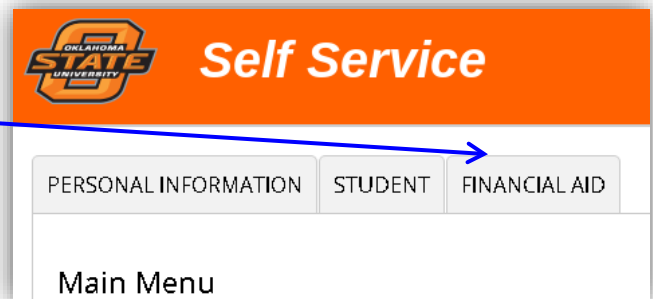 OKLAHOMA
STATE
UNIVERSITY
Self Service
PERSONAL INFORMATION STUDENT FINANCIAL AID
Main Menu